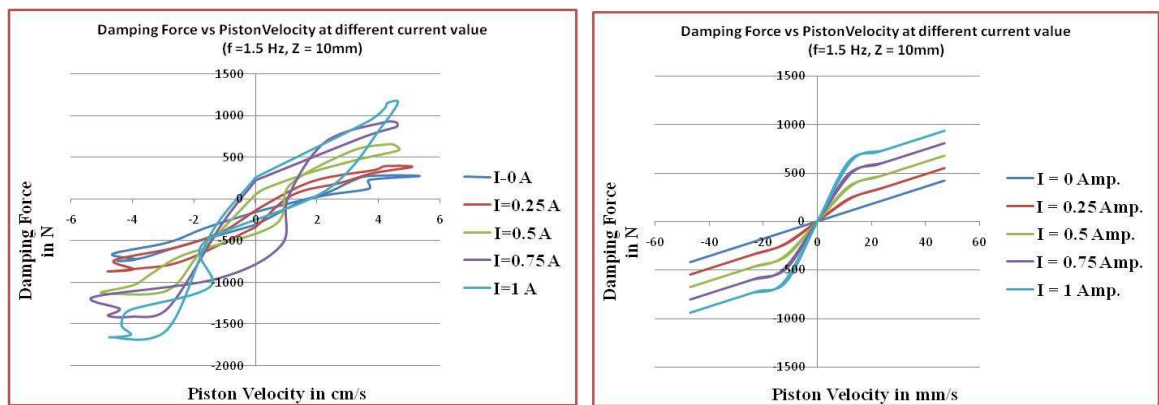 Damping Force vs PistonVelocity at different current value
(f =1.5 Hz, Z = 10mm)
1500
1000
500
0
-500
-1000
-1500
-2000
-6
-4
-2
0
2
4
6
Damping Force
in N
Piston Velocity in cm/s
I-0 A
I=0.25 A
I=0.5 A
I=0.75 A
I=1 A
Damping Force vs PistonVelocity at different current value
(f=1.5 Hz, Z = 10mm)
1500
1000
500
0
-500
-1000
-1500
-60
-40
-20
0
20
40
60
Damping Force
in N
Piston Velocity in mm/s
I = 0 Amp.
I = 0.25 Amp.
I = 0.5 Amp.
I = 0.75 Amp.
I = 1 Amp.